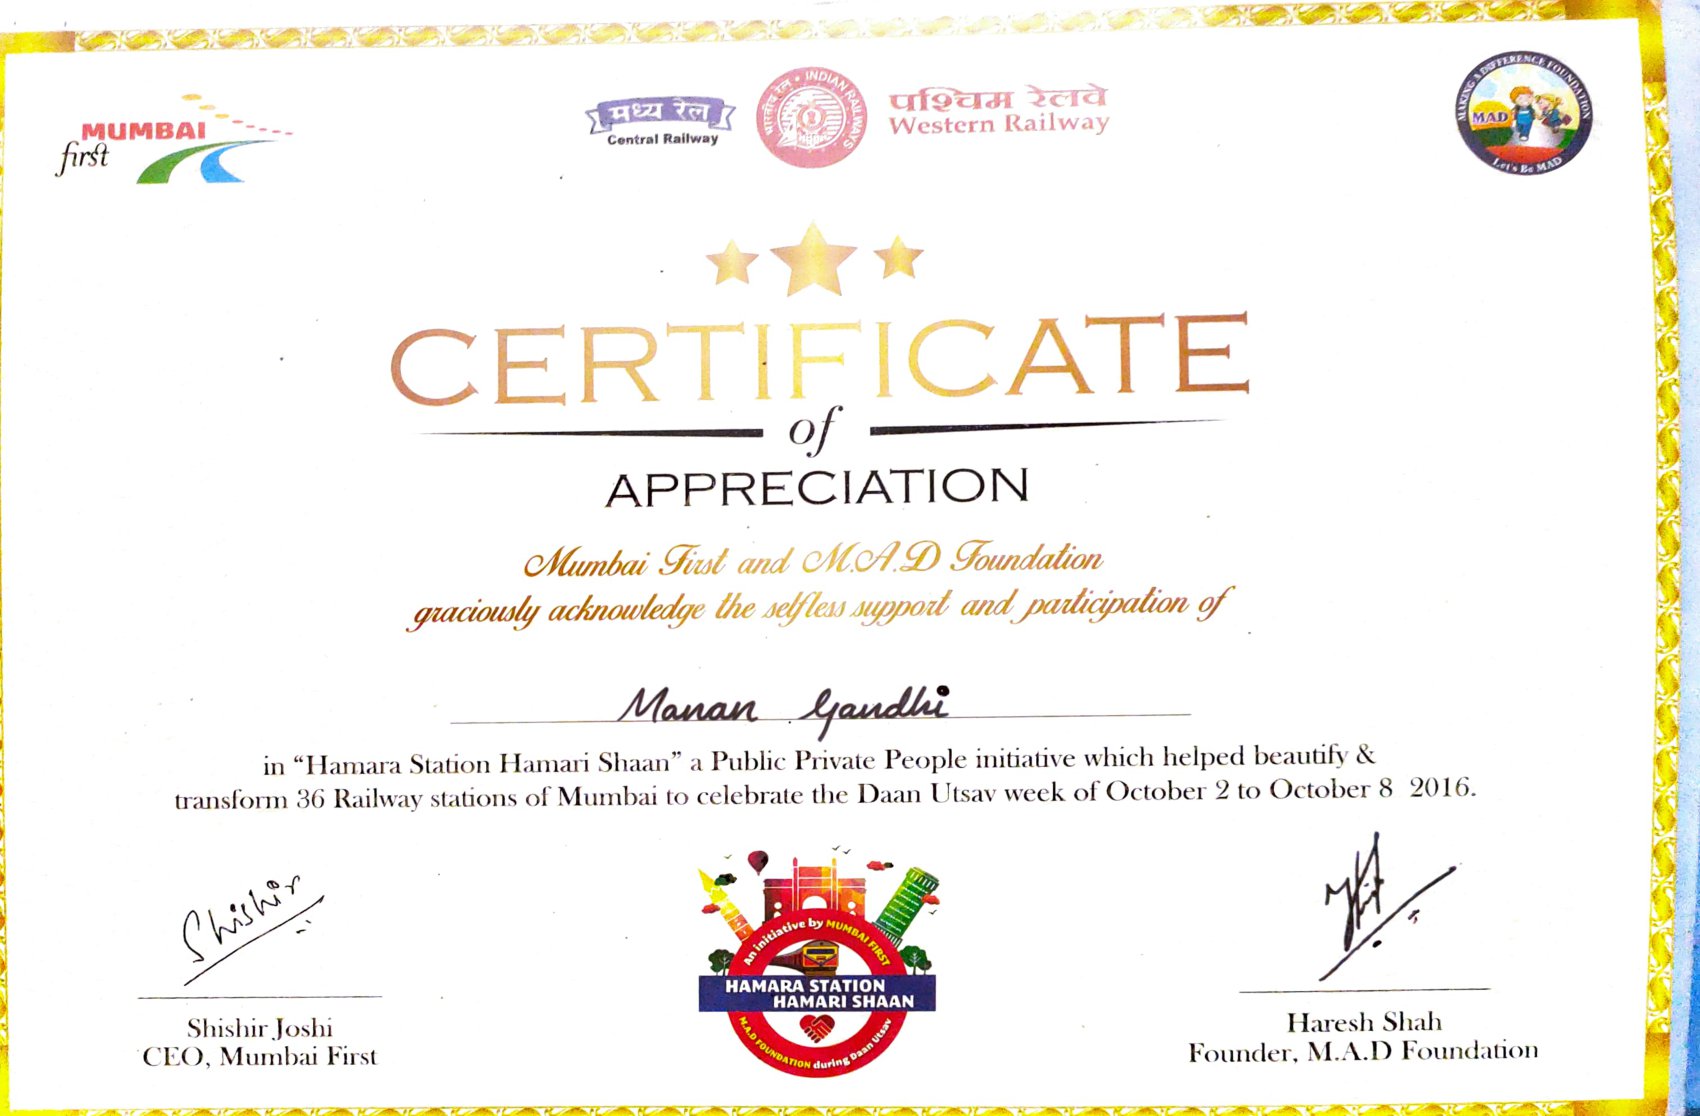 MUMBAI
first
मध्य रेल
Central Railway
भारतीय रेल • INDIAN RAILWAYS
पश्चिम रेलवे
Western Railway
MAKING A DIFFERENCE FOUNDATION
MAD
Let's Be MAD
CERTIFICATE
of
APPRECIATION
Mumbai First and M.A.D Foundation
graciously acknowledge the selfless support and participation of
Manan Gandhi
in “Hamara Station Hamari Shaan” a Public Private People initiative which helped beautify &
transform 36 Railway stations of Mumbai to celebrate the Daan Utsav week of October 2 to October 8 2016.
Shishir
Shishir Joshi
CEO, Mumbai First
An initiative by MUMBAI FIRST
HAMARA STATION
HAMARI SHAAN
M.A.D FOUNDATION during Daan Utsav
Haresh Shah
Founder, M.A.D Foundation